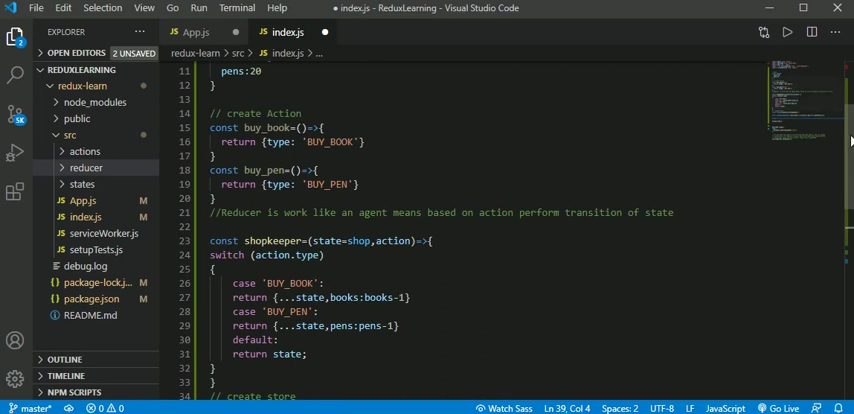 File Edit Selection View Go Run Terminal Help ● index.js - ReduxLearning - Visual Studio Code
EXPLORER ···
OPEN EDITORS 2 UNSAVED
REDUXLEARNING
redux-learn
node_modules
public
src
actions
reducer
states
JS App.js M
JS index.js M
JS serviceWorker.js
JS setupTests.js
debug.log
{} package-lock.j... M
{} package.json M
README.md
OUTLINE
TIMELINE
NPM SCRIPTS
2
5K
JS App.js ● JS index.js ●
redux-learn > src > JS index.js > ...
11 pens:20
12 }
13
14 // create Action
15 const buy_book=()=>{
16 return {type: 'BUY_BOOK'}
17 }
18 const buy_pen=()=>{
19 return {type: 'BUY_PEN'}
20 }
21 //Reducer is work like an agent means based on action perform transition of state
22
23 const shopkeeper=(state=shop,action)=>{
24 switch (action.type)
25 {
26 case 'BUY_BOOK':
27 return {...state,books:books-1}
28 case 'BUY_PEN':
29 return {...state,pens:pens-1}
30 default:
31 return state;
32 }
33 }
34 // create store
master* 0 0 Watch Sass Ln 39, Col 4 Spaces: 2 UTF-8 LF JavaScript Go Live